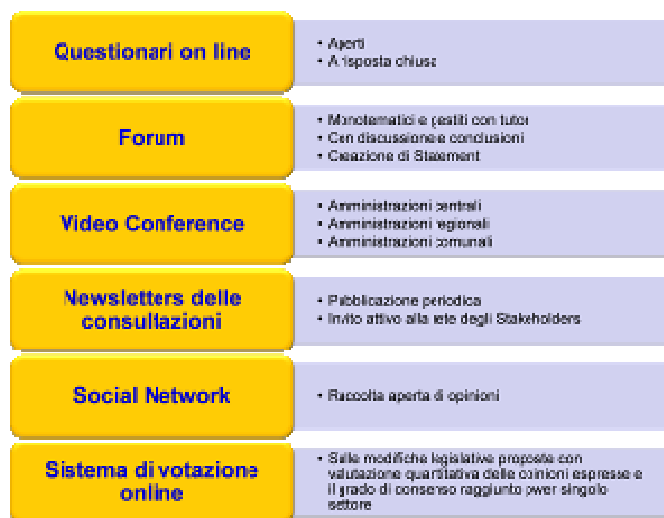 Questionari on line
• Aperti
• A risposta chiusa
Forum
• Monotematici e gestiti con tutor
• Con discussione e conclusioni
• Creazione di Statement
Video Conference
• Amministrazioni centrali
• Amministrazioni regionali
• Amministrazioni comunali
Newsletters delle
consultazioni
• Pubblicazione periodica
• Invito attivo alla rete degli Stakeholders
Social Network
• Raccolta aperta di opinioni
Sistema di votazione
online
• Sulle modifiche legislative proposte con
valutazione quantitativa delle opinioni espresse e
il grado di consenso raggiunto pwer singolo
settore